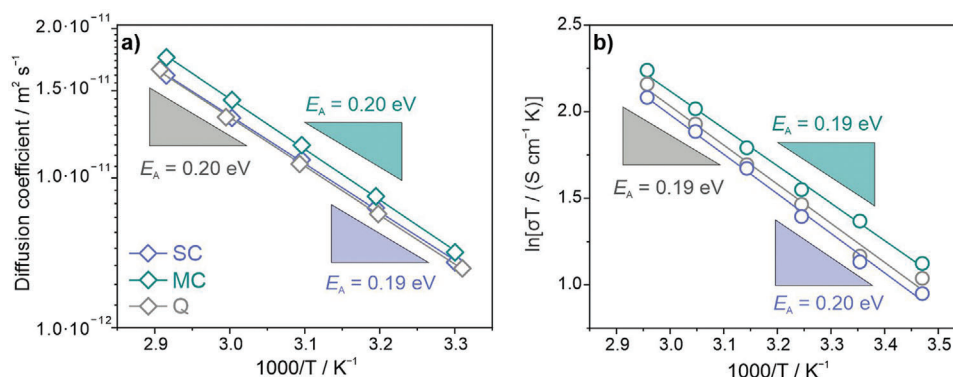 a)
Diffusion coefficient / m² s⁻¹
2.0·10⁻¹¹
1.5·10⁻¹¹
1.0·10⁻¹¹
1.0·10⁻¹²
E_A = 0.20 eV
E_A = 0.20 eV
E_A = 0.19 eV
SC
MC
Q
2.9 3.0 3.1 3.2 3.3
1000/T / K⁻¹
b)
ln[σT / (S cm⁻¹ K)]
2.5
2.0
1.5
1.0
E_A = 0.19 eV
E_A = 0.19 eV
E_A = 0.20 eV
2.9 3.0 3.1 3.2 3.3 3.4 3.5
1000/T / K⁻¹